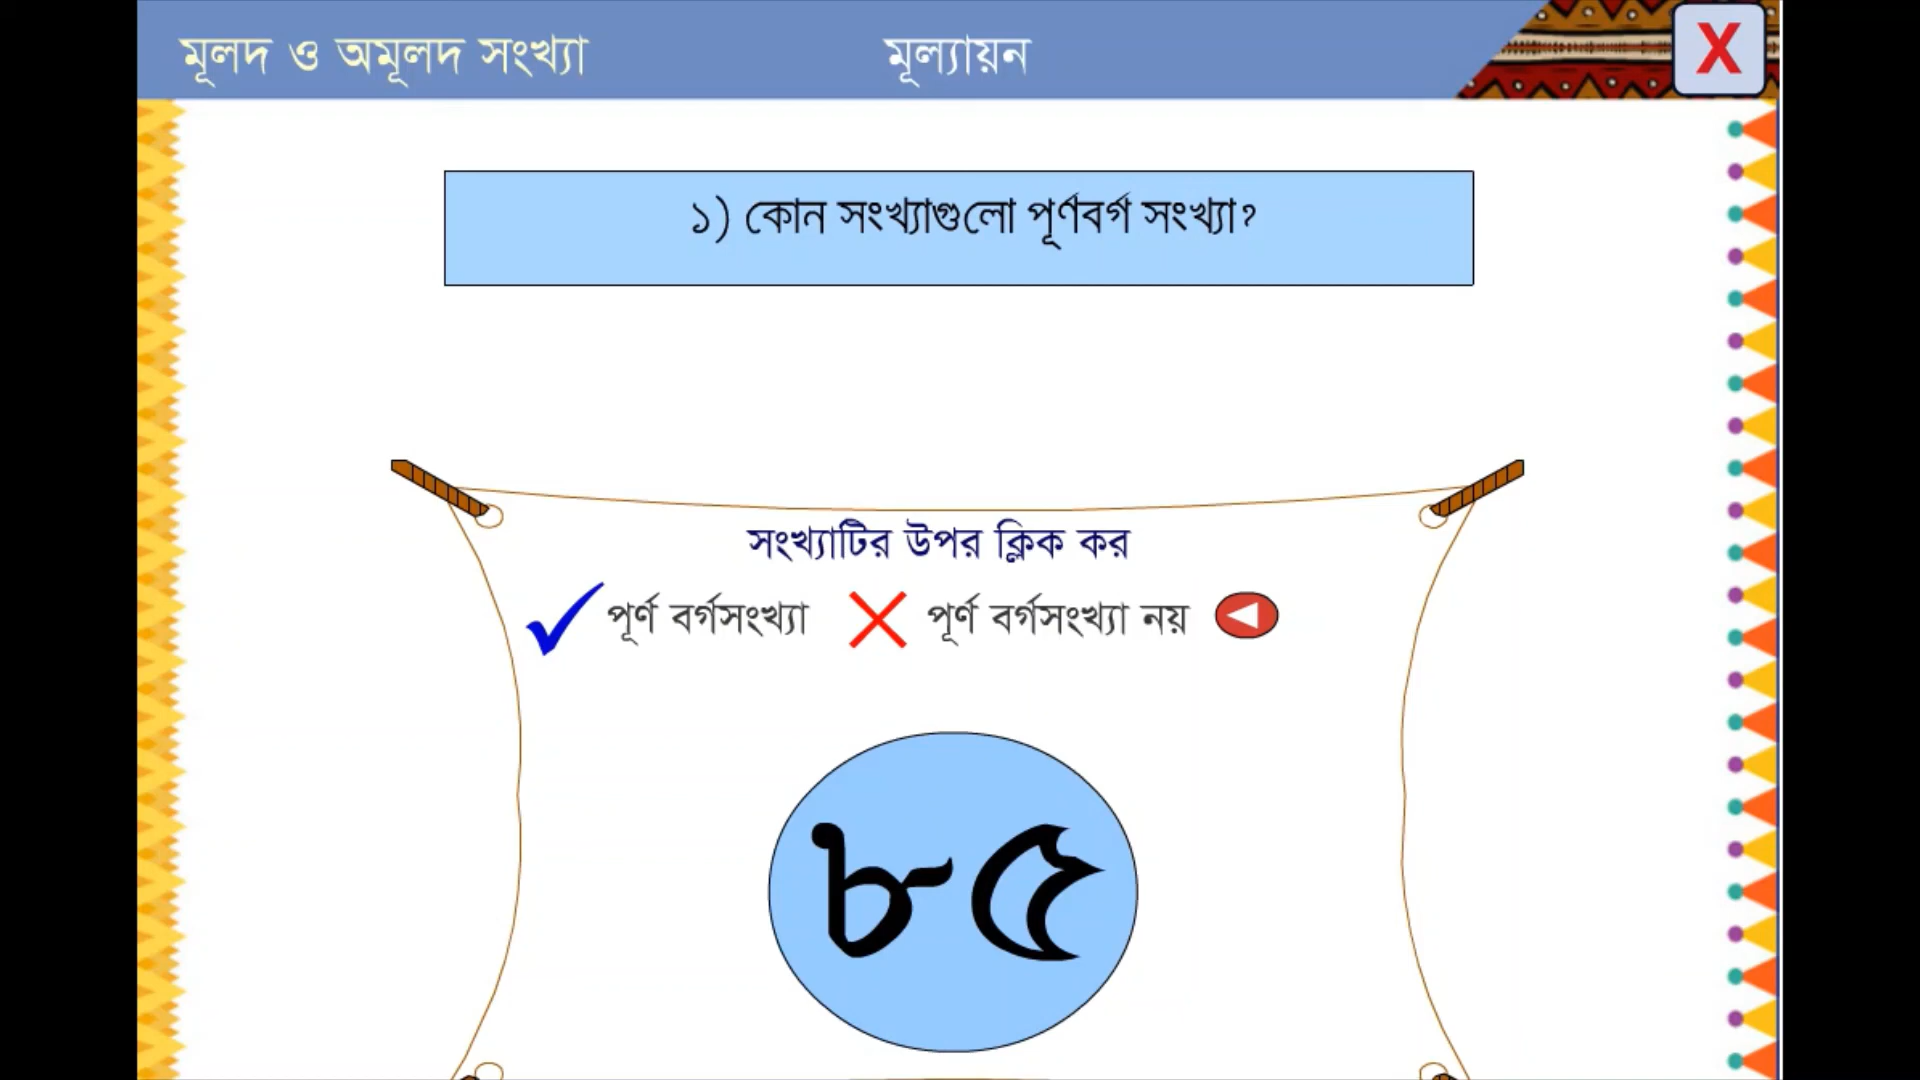 মূলদ ও অমূলদ সংখ্যা
মূল্যায়ন
X
১) কোন সংখ্যাগুলো পূর্ণবর্গ সংখ্যা?
সংখ্যাটির উপর ক্লিক কর
পূর্ণ বর্গসংখ্যা পূর্ণ বর্গসংখ্যা নয়
৮৫